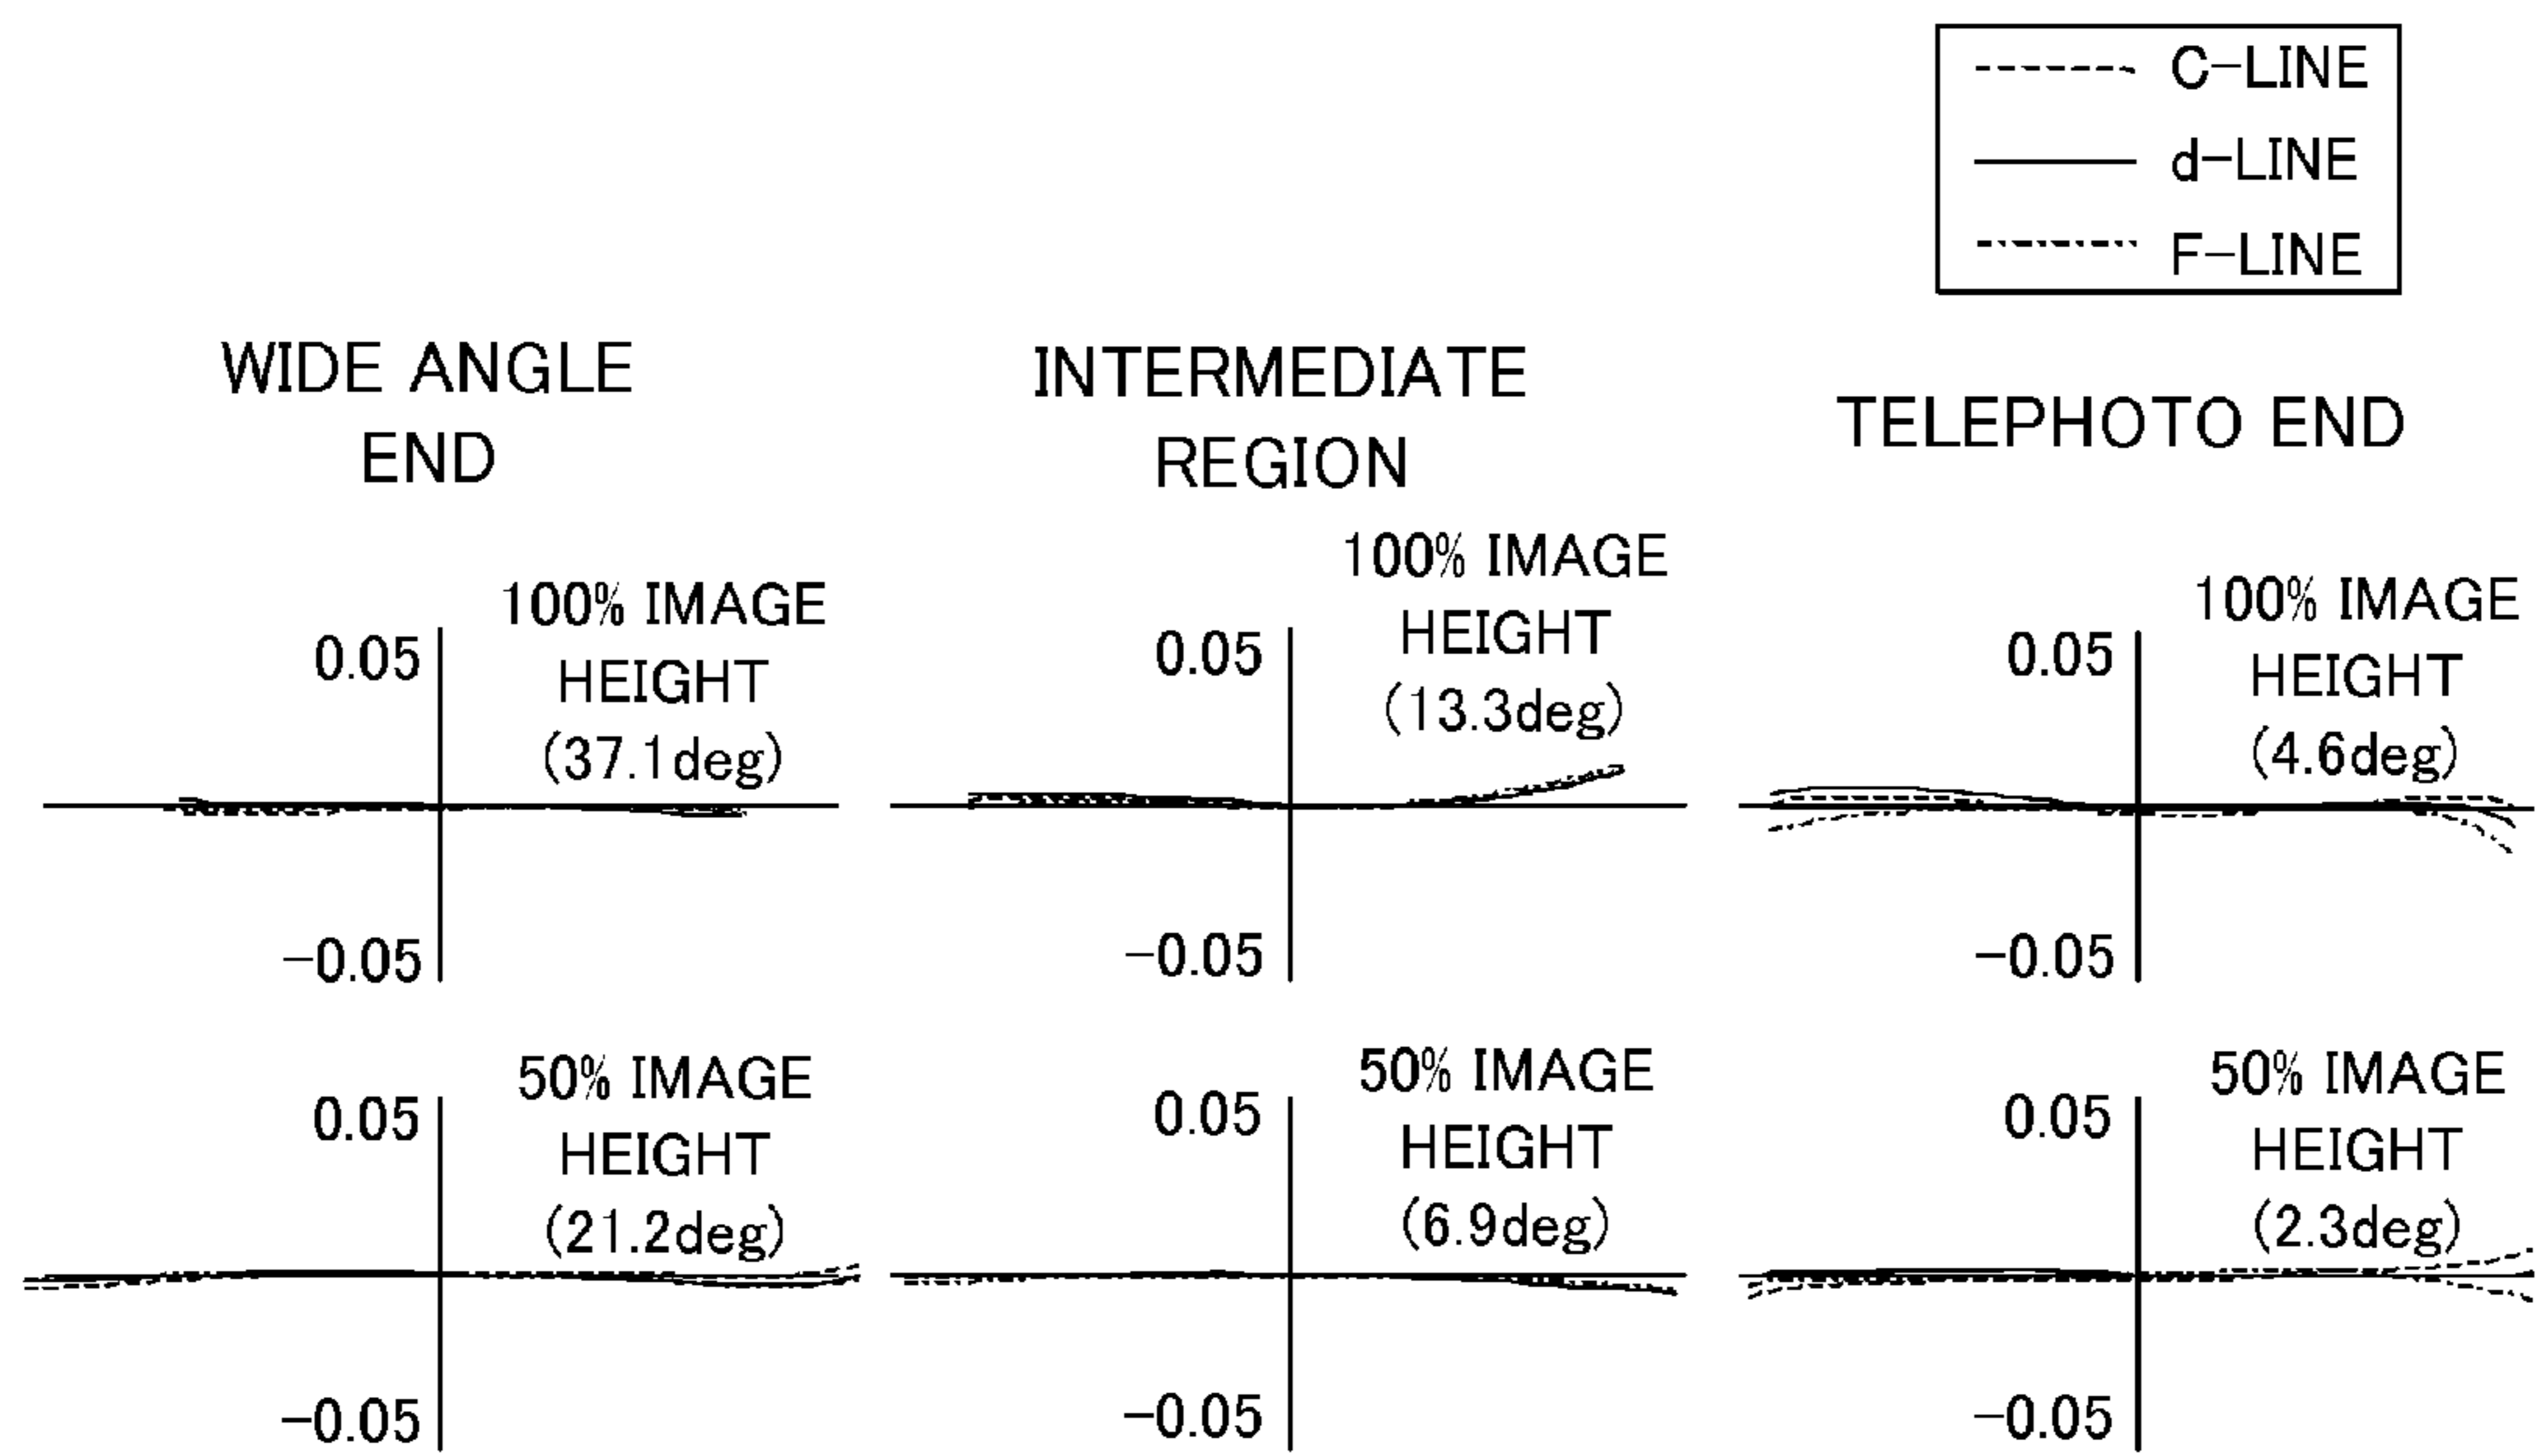 C-LINE
d-LINE
F-LINE
WIDE ANGLE
END
INTERMEDIATE
REGION
TELEPHOTO END
100% IMAGE
HEIGHT
(37.1deg)
0.05
-0.05
100% IMAGE
HEIGHT
(13.3deg)
0.05
-0.05
100% IMAGE
HEIGHT
(4.6deg)
0.05
-0.05
50% IMAGE
HEIGHT
(21.2deg)
0.05
-0.05
50% IMAGE
HEIGHT
(6.9deg)
0.05
-0.05
50% IMAGE
HEIGHT
(2.3deg)
0.05
-0.05